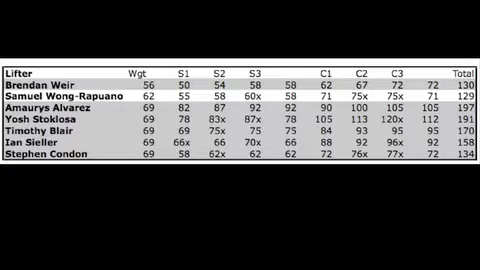 Lifter Wgt S1 S2 S3 C1 C2 C3 Total
Brendan Weir 56 50 54 58 58 62 67 72 72 130
Samuel Wong-Rapuano 62 55 58 60x 58 71 75x 75x 71 129
Amaurys Alvarez 69 82 87 92 92 90 100 105 105 197
Yosh Stoklosa 69 78 83x 87x 78 105 113 120x 112 191
Timothy Blair 69 69 75x 75 75 84 93 95 95 170
Ian Sieller 69 66x 66 70x 66 88 92 96x 92 158
Stephen Condon 69 58 62x 62 62 72 76x 77x 72 134